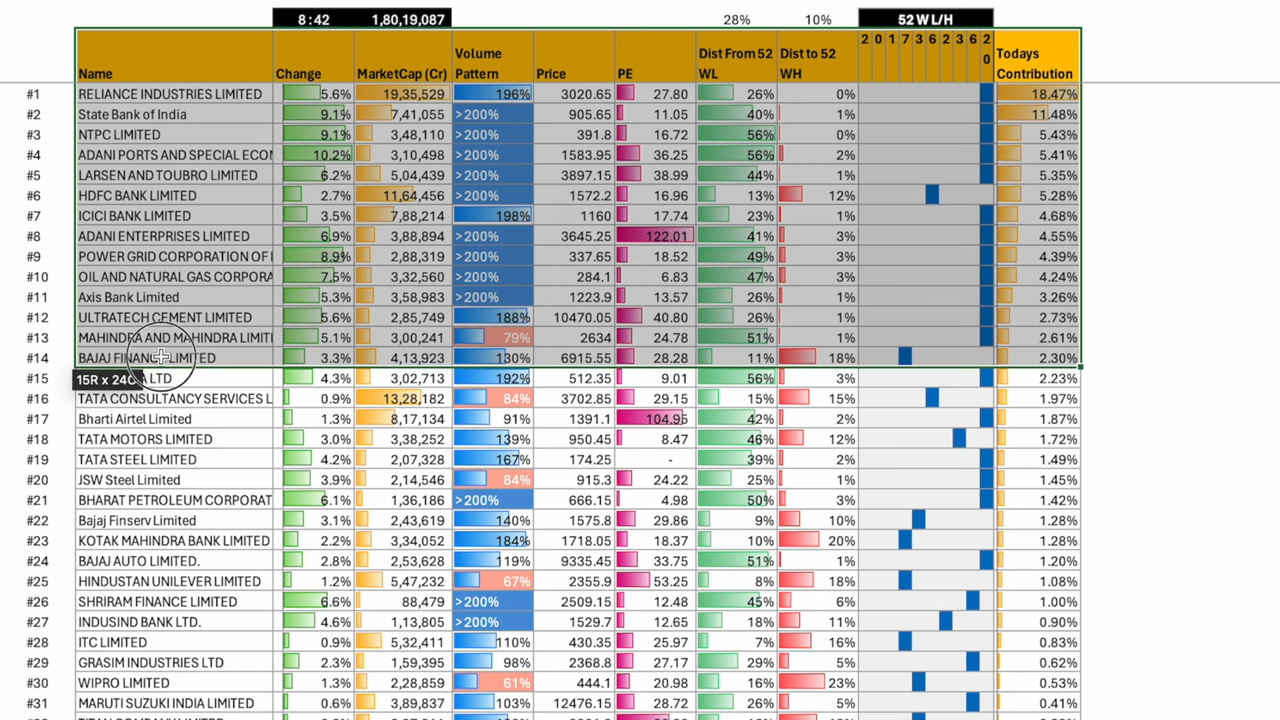 8:42 1,80,19,087 28% 10% 52 W L/H
2 0 1 7 3 6 2 3 6 2 0
Name Change MarketCap (Cr) Volume Pattern Price PE Dist From 52 WL Dist to 52 WH Todays Contribution
#1 RELIANCE INDUSTRIES LIMITED 5.6% 19,35,529 196% 3020.65 27.80 26% 0% 18.47%
#2 State Bank of India 9.1% 7,41,055 >200% 905.65 11.05 40% 1% 11.48%
#3 NTPC LIMITED 9.1% 3,48,110 >200% 391.8 16.72 56% 0% 5.43%
#4 ADANI PORTS AND SPECIAL ECON 10.2% 3,10,498 >200% 1583.95 36.25 56% 2% 5.41%
#5 LARSEN AND TOUBRO LIMITED 6.2% 5,04,439 >200% 3897.15 38.99 44% 1% 5.35%
#6 HDFC BANK LIMITED 2.7% 11,64,456 >200% 1572.2 16.96 13% 12% 5.28%
#7 ICICI BANK LIMITED 3.5% 7,88,214 198% 1160 17.74 23% 1% 4.68%
#8 ADANI ENTERPRISES LIMITED 6.9% 3,88,894 >200% 3645.25 122.01 41% 3% 4.55%
#9 POWER GRID CORPORATION OF I 8.9% 2,88,319 >200% 337.65 18.52 49% 3% 4.39%
#10 OIL AND NATURAL GAS CORPORA 7.5% 3,32,560 >200% 284.1 6.83 47% 3% 4.24%
#11 Axis Bank Limited 5.3% 3,58,983 >200% 1223.9 13.57 26% 1% 3.26%
#12 ULTRATECH CEMENT LIMITED 5.6% 2,85,749 188% 10470.05 40.80 26% 1% 2.73%
#13 MAHINDRA AND MAHINDRA LIMITI 5.1% 3,00,241 79% 2634 24.78 51% 1% 2.61%
#14 BAJAJ FINANCE LIMITED 3.3% 4,13,923 130% 6915.55 28.28 11% 18% 2.30%
#15 15R x 24C LTD 4.3% 3,02,713 192% 512.35 9.01 56% 3% 2.23%
#16 TATA CONSULTANCY SERVICES L 0.9% 13,28,182 84% 3702.85 29.15 15% 15% 1.97%
#17 Bharti Airtel Limited 1.3% 8,17,134 91% 1391.1 104.95 42% 2% 1.87%
#18 TATA MOTORS LIMITED 3.0% 3,38,252 139% 950.45 8.47 46% 12% 1.72%
#19 TATA STEEL LIMITED 4.2% 2,07,328 167% 174.25 - 39% 2% 1.49%
#20 JSW Steel Limited 3.9% 2,14,546 84% 915.3 24.22 25% 1% 1.45%
#21 BHARAT PETROLEUM CORPORAT 6.1% 1,36,186 >200% 666.15 4.98 50% 3% 1.42%
#22 Bajaj Finserv Limited 3.1% 2,43,619 140% 1575.8 29.86 9% 10% 1.28%
#23 KOTAK MAHINDRA BANK LIMITED 2.2% 3,34,052 184% 1718.05 18.37 10% 20% 1.28%
#24 BAJAJ AUTO LIMITED. 2.8% 2,53,628 119% 9335.45 33.75 51% 1% 1.20%
#25 HINDUSTAN UNILEVER LIMITED 1.2% 5,47,232 67% 2355.9 53.25 8% 18% 1.08%
#26 SHRIRAM FINANCE LIMITED 6.6% 88,479 >200% 2509.15 12.48 45% 6% 1.00%
#27 INDUSIND BANK LTD. 4.6% 1,13,805 >200% 1529.7 12.65 18% 11% 0.90%
#28 ITC LIMITED 0.9% 5,32,411 110% 430.35 25.97 7% 16% 0.83%
#29 GRASIM INDUSTRIES LTD 2.3% 1,59,395 98% 2368.8 27.17 29% 5% 0.62%
#30 WIPRO LIMITED 1.3% 2,28,859 61% 444.1 20.98 16% 23% 0.53%
#31 MARUTI SUZUKI INDIA LIMITED 0.6% 3,89,837 103% 12476.15 28.72 26% 5% 0.41%